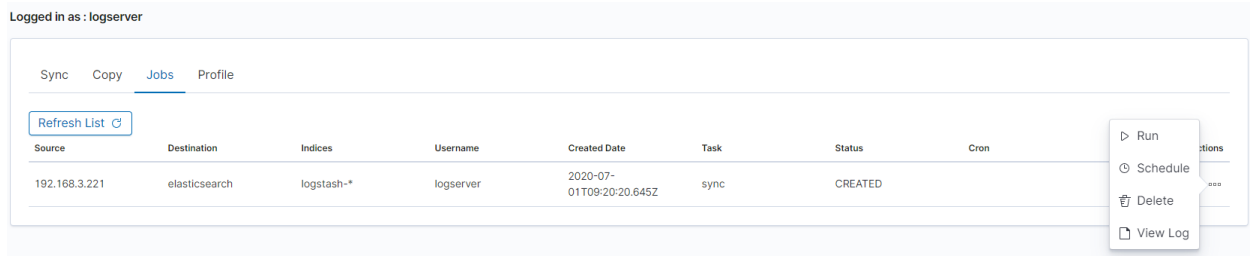 Logged in as : logserver
Sync Copy Jobs Profile
Refresh List
Source Destination Indices Username Created Date Task Status Cron ctions
192.168.3.221 elasticsearch logstash-* logserver 2020-07-
01T09:20:20.645Z sync CREATED
Run
Schedule
Delete
View Log